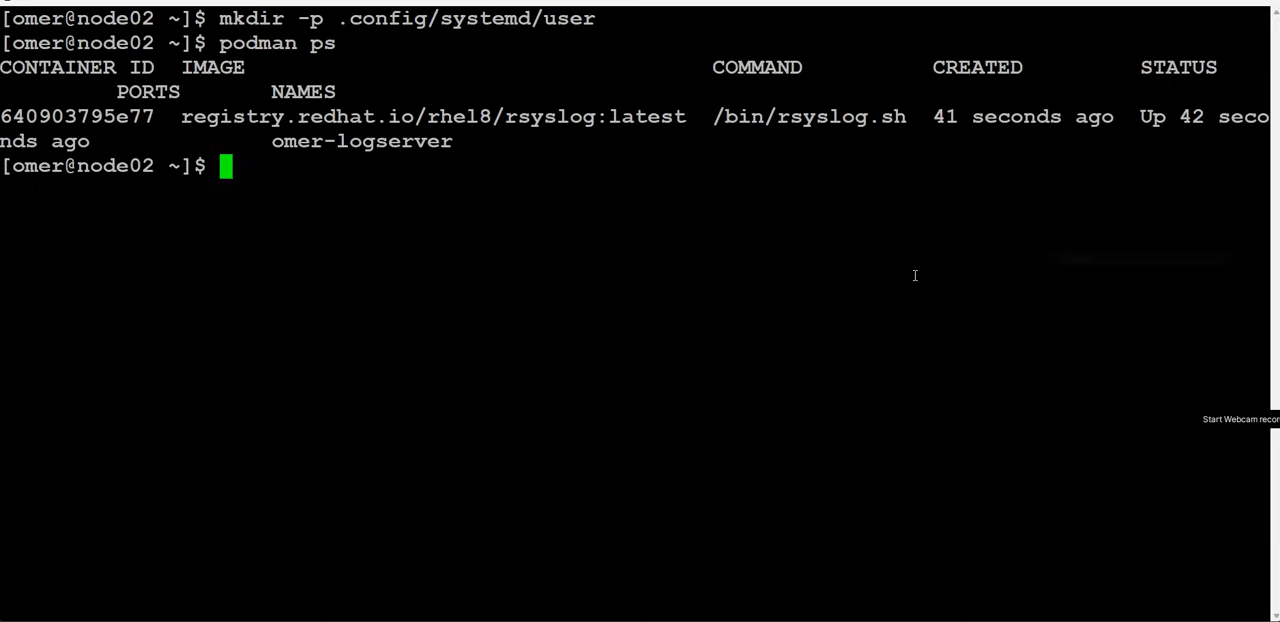 [omer@node02 ~]$ mkdir -p .config/systemd/user
[omer@node02 ~]$ podman ps
CONTAINER ID  IMAGE                                    COMMAND          CREATED         STATUS
         PORTS       NAMES
640903795e77  registry.redhat.io/rhel8/rsyslog:latest  /bin/rsyslog.sh  41 seconds ago  Up 42 seco
nds ago              omer-logserver
[omer@node02 ~]$
Start Webcam recor